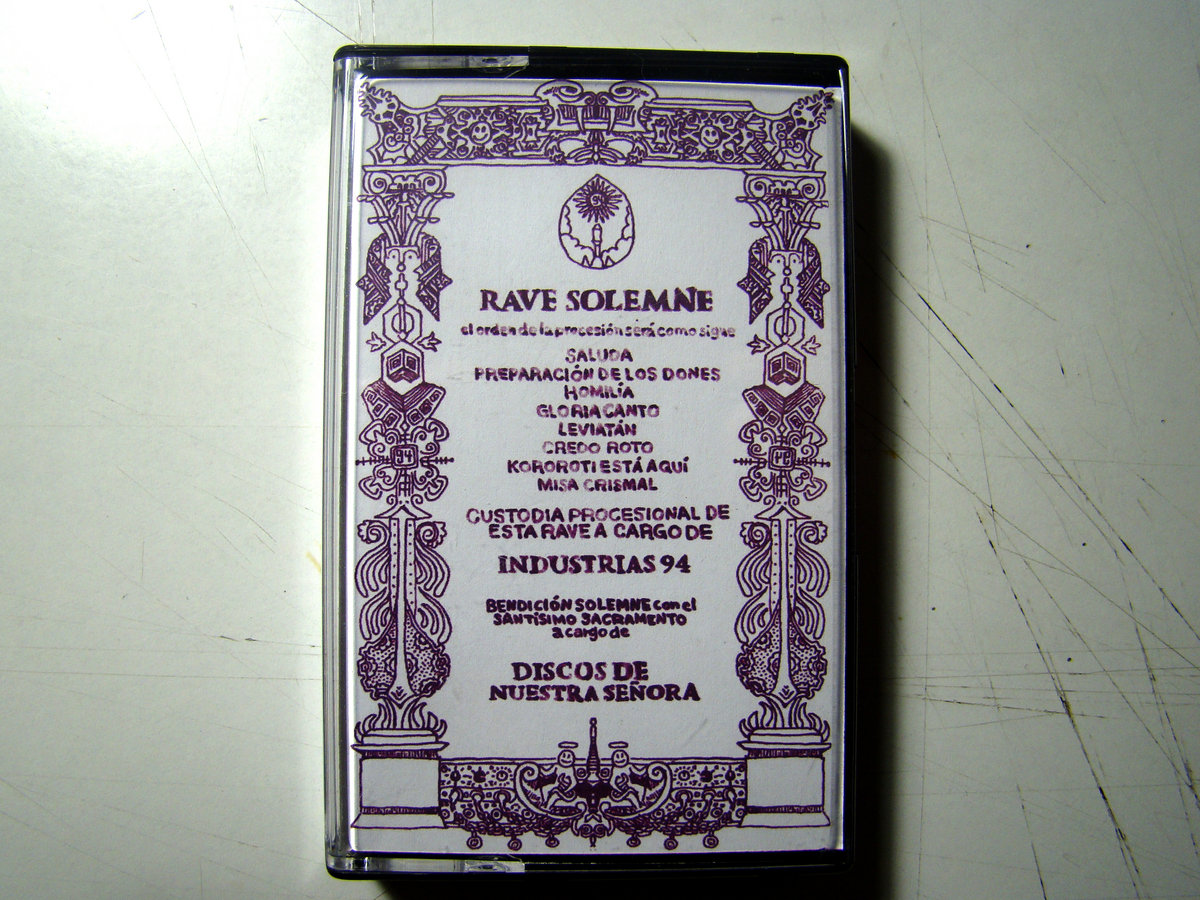 94
RAVE SOLEMNE
el orden de la procesión será como sigue
SALUDA
PREPARACIÓN DE LOS DONES
HOMILÍA
GLORIA CANTO
LEVIATÁN
CREDO ROTO
KOROROTI ESTÁ AQUÍ
MISA CRISMAL
94
CUSTODIA PROCESIONAL DE
ESTA RAVE A CARGO DE
INDUSTRIAS 94
BENDICIÓN SOLEMNE con el
SANTÍSIMO SACRAMENTO
a cargo de
DISCOS DE
NUESTRA SEÑORA